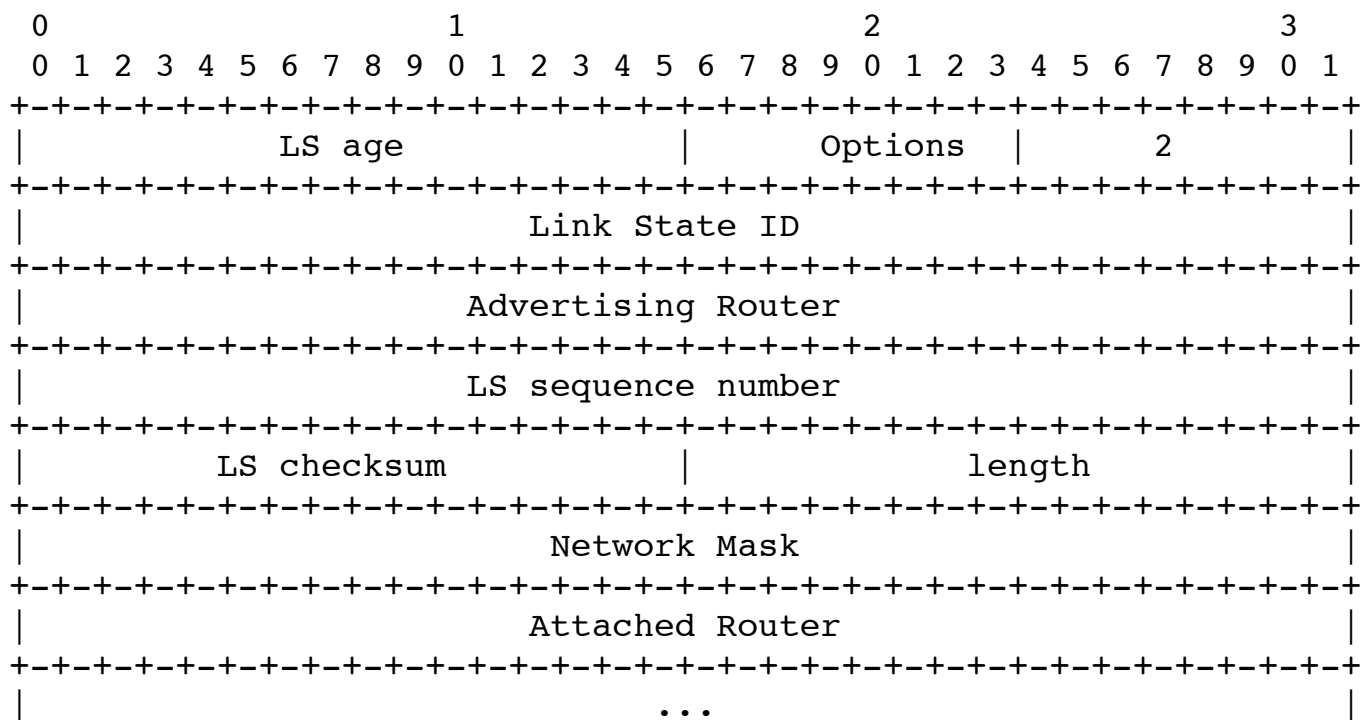 0                   1                   2                   3
0 1 2 3 4 5 6 7 8 9 0 1 2 3 4 5 6 7 8 9 0 1 2 3 4 5 6 7 8 9 0 1
+-+-+-+-+-+-+-+-+-+-+-+-+-+-+-+-+-+-+-+-+-+-+-+-+-+-+-+-+-+-+-+-+
|            LS age             |      Options  |      2        |
+-+-+-+-+-+-+-+-+-+-+-+-+-+-+-+-+-+-+-+-+-+-+-+-+-+-+-+-+-+-+-+-+
|                        Link State ID                          |
+-+-+-+-+-+-+-+-+-+-+-+-+-+-+-+-+-+-+-+-+-+-+-+-+-+-+-+-+-+-+-+-+
|                     Advertising Router                        |
+-+-+-+-+-+-+-+-+-+-+-+-+-+-+-+-+-+-+-+-+-+-+-+-+-+-+-+-+-+-+-+-+
|                     LS sequence number                        |
+-+-+-+-+-+-+-+-+-+-+-+-+-+-+-+-+-+-+-+-+-+-+-+-+-+-+-+-+-+-+-+-+
|         LS checksum           |             length            |
+-+-+-+-+-+-+-+-+-+-+-+-+-+-+-+-+-+-+-+-+-+-+-+-+-+-+-+-+-+-+-+-+
|                         Network Mask                          |
+-+-+-+-+-+-+-+-+-+-+-+-+-+-+-+-+-+-+-+-+-+-+-+-+-+-+-+-+-+-+-+-+
|                        Attached Router                        |
+-+-+-+-+-+-+-+-+-+-+-+-+-+-+-+-+-+-+-+-+-+-+-+-+-+-+-+-+-+-+-+-+
|                              ...                              |